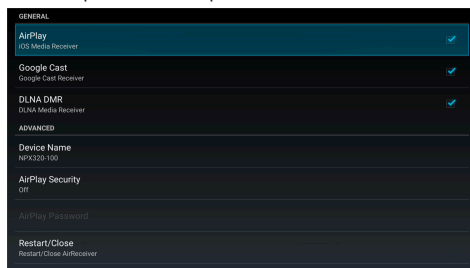 GENERAL
AirPlay
iOS Media Receiver
Google Cast
Google Cast Receiver
DLNA DMR
DLNA Media Receiver
ADVANCED
Device Name
NPX320-100
AirPlay Security
Off
AirPlay Password
Restart/Close
Restart/Close AirReceiver